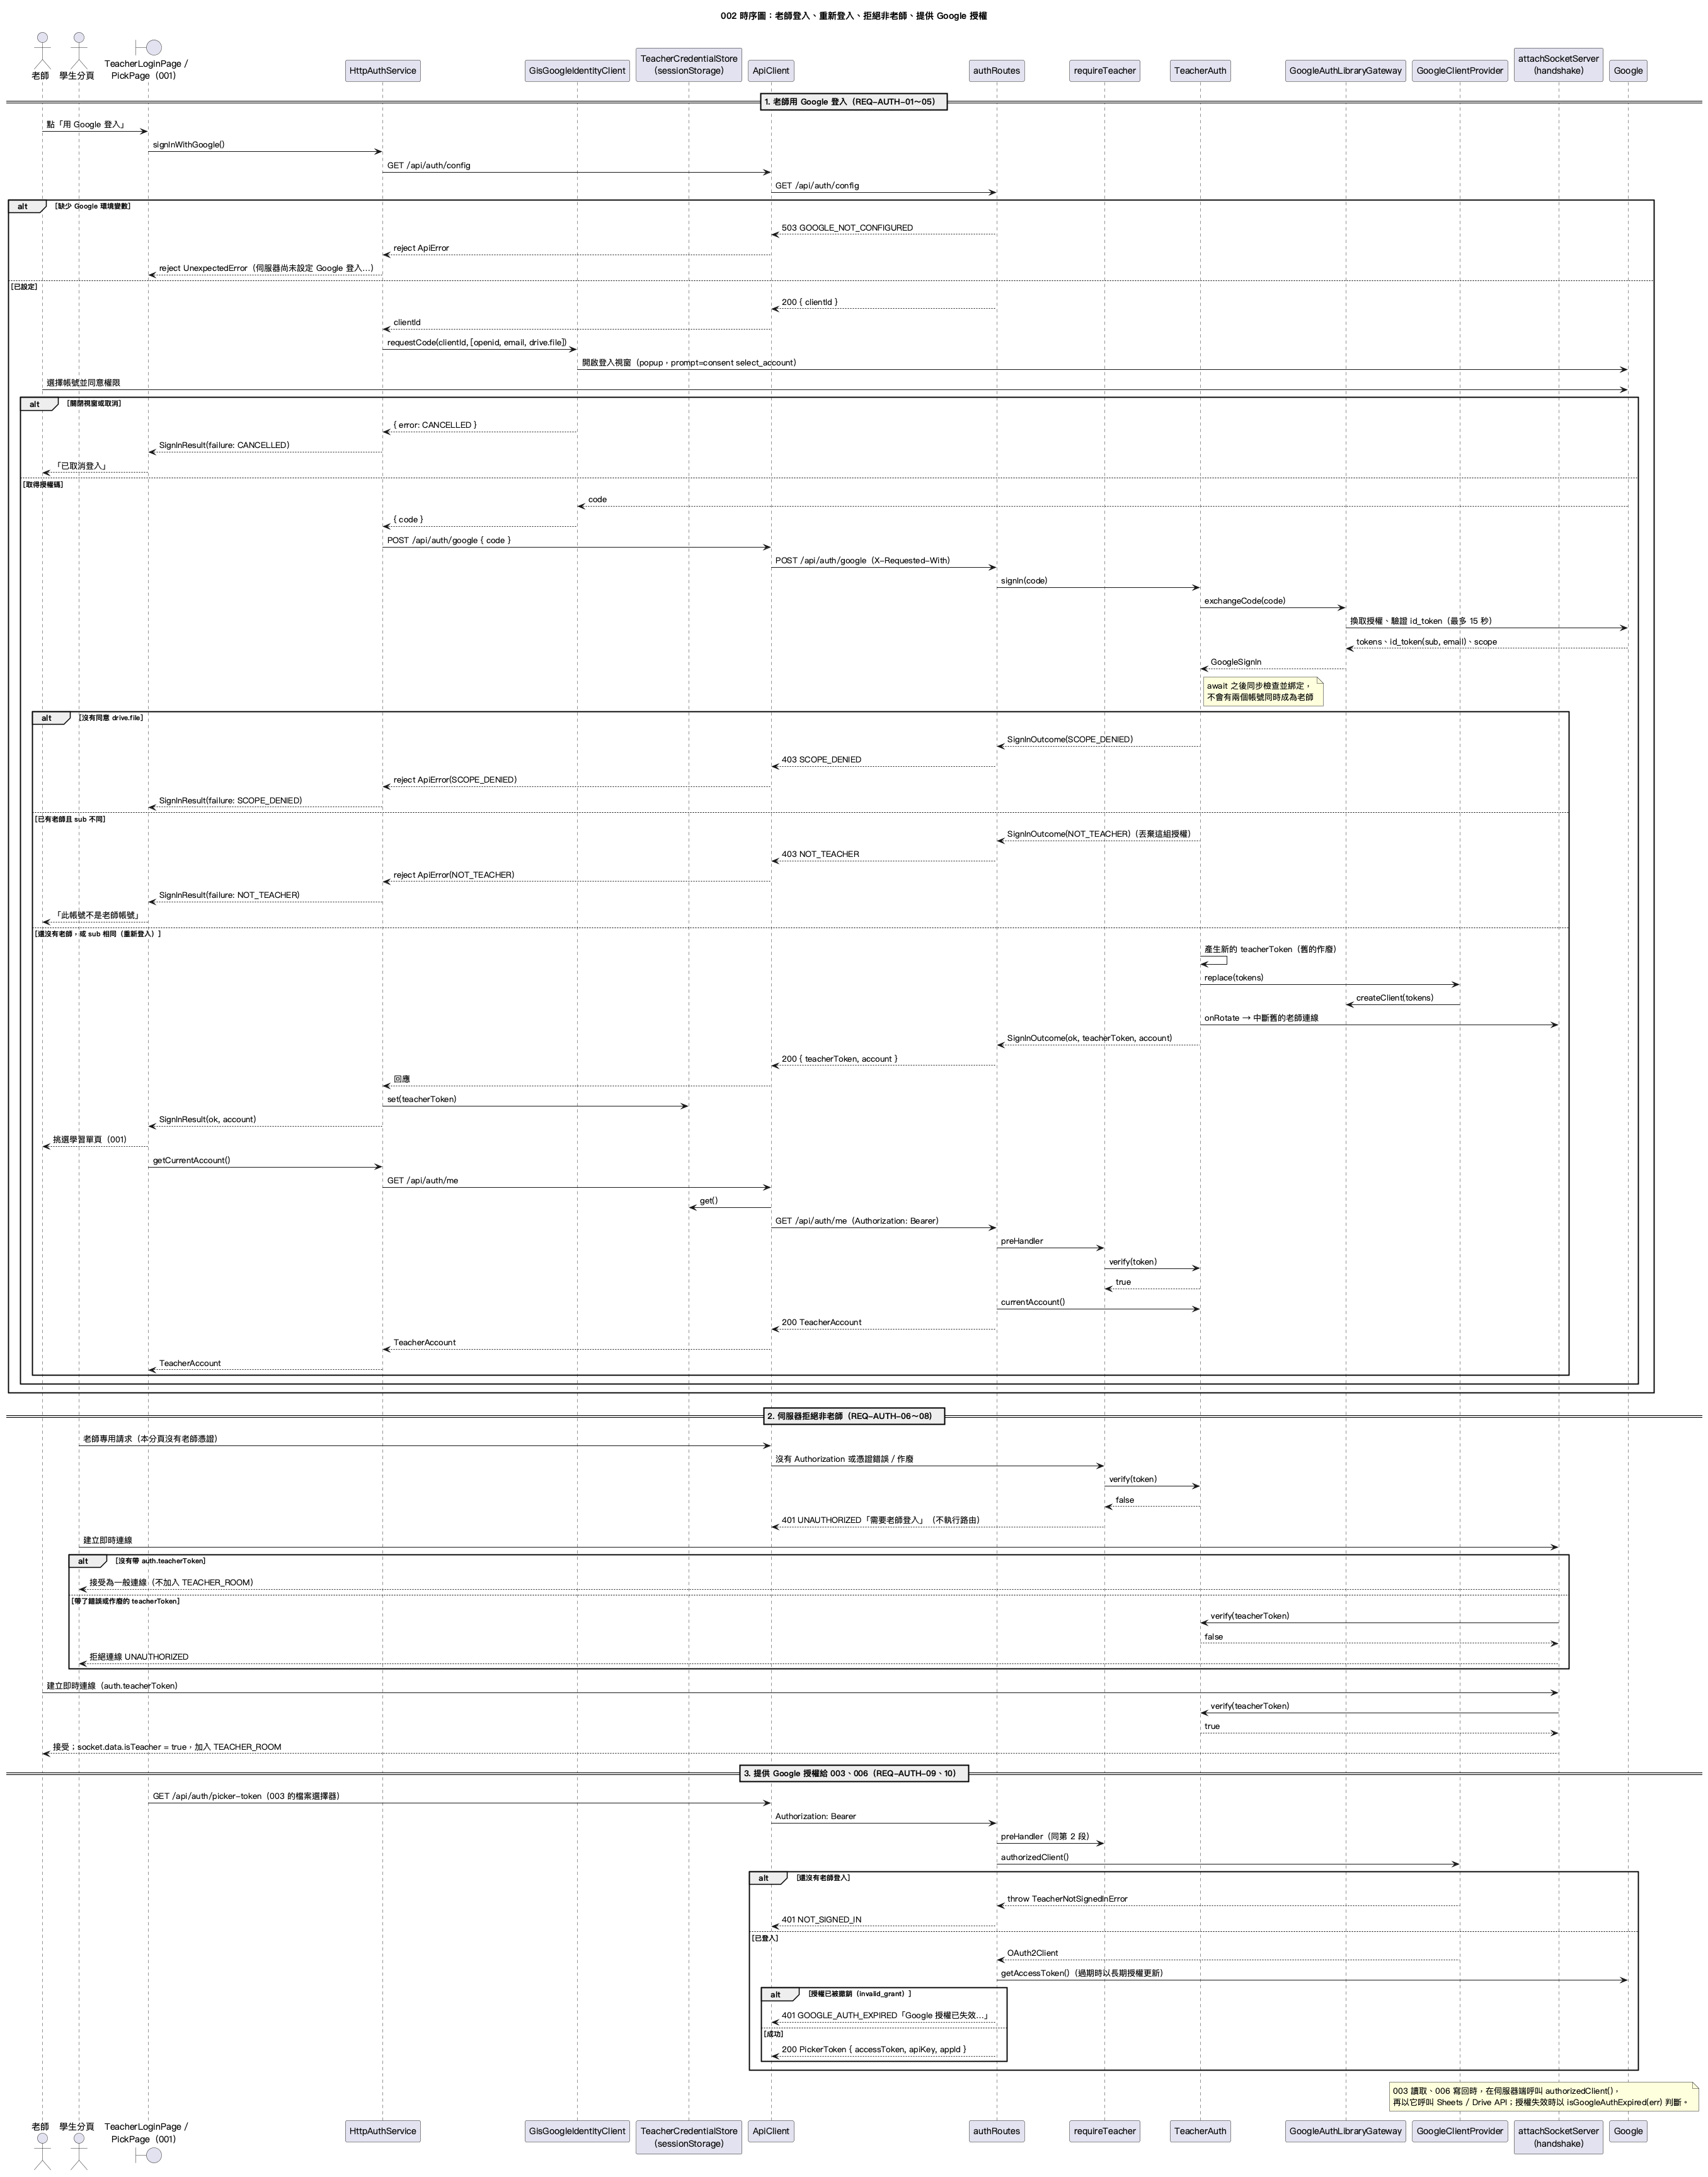 002 時序圖：老師登入、重新登入、拒絕非老師、提供 Google 授權
老師
學生分頁
TeacherLoginPage /
PickPage（001）
HttpAuthService
GisGoogleIdentityClient
TeacherCredentialStore
(sessionStorage)
ApiClient
authRoutes
requireTeacher
TeacherAuth
GoogleAuthLibraryGateway
GoogleClientProvider
attachSocketServer
(handshake)
Google
1. 老師用 Google 登入（REQ-AUTH-01～05）
點「用 Google 登入」
signInWithGoogle()
GET /api/auth/config
GET /api/auth/config
alt [缺少 Google 環境變數]
503 GOOGLE_NOT_CONFIGURED
reject ApiError
reject UnexpectedError（伺服器尚未設定 Google 登入…）
[已設定]
200 { clientId }
clientId
requestCode(clientId, [openid, email, drive.file])
開啟登入視窗（popup，prompt=consent select_account）
選擇帳號並同意權限
alt [關閉視窗或取消]
{ error: CANCELLED }
SignInResult(failure: CANCELLED)
「已取消登入」
[取得授權碼]
code
{ code }
POST /api/auth/google { code }
POST /api/auth/google（X-Requested-With）
signIn(code)
exchangeCode(code)
換取授權、驗證 id_token（最多 15 秒）
tokens、id_token(sub, email)、scope
GoogleSignIn
await 之後同步檢查並綁定，
不會有兩個帳號同時成為老師
alt [沒有同意 drive.file]
SignInOutcome(SCOPE_DENIED)
403 SCOPE_DENIED
reject ApiError(SCOPE_DENIED)
SignInResult(failure: SCOPE_DENIED)
[已有老師且 sub 不同]
SignInOutcome(NOT_TEACHER)（丟棄這組授權）
403 NOT_TEACHER
reject ApiError(NOT_TEACHER)
SignInResult(failure: NOT_TEACHER)
「此帳號不是老師帳號」
[還沒有老師，或 sub 相同（重新登入）]
產生新的 teacherToken（舊的作廢）
replace(tokens)
createClient(tokens)
onRotate → 中斷舊的老師連線
SignInOutcome(ok, teacherToken, account)
200 { teacherToken, account }
回應
set(teacherToken)
SignInResult(ok, account)
挑選學習單頁（001）
getCurrentAccount()
GET /api/auth/me
get()
GET /api/auth/me（Authorization: Bearer）
preHandler
verify(token)
true
currentAccount()
200 TeacherAccount
TeacherAccount
TeacherAccount
2. 伺服器拒絕非老師（REQ-AUTH-06～08）
老師專用請求（本分頁沒有老師憑證）
沒有 Authorization 或憑證錯誤 / 作廢
verify(token)
false
401 UNAUTHORIZED「需要老師登入」（不執行路由）
建立即時連線
alt [沒有帶 auth.teacherToken]
接受為一般連線（不加入 TEACHER_ROOM）
[帶了錯誤或作廢的 teacherToken]
verify(teacherToken)
false
拒絕連線 UNAUTHORIZED
建立即時連線（auth.teacherToken）
verify(teacherToken)
true
接受；socket.data.isTeacher = true，加入 TEACHER_ROOM
3. 提供 Google 授權給 003、006（REQ-AUTH-09、10）
GET /api/auth/picker-token（003 的檔案選擇器）
Authorization: Bearer
preHandler（同第 2 段）
authorizedClient()
alt [還沒有老師登入]
throw TeacherNotSignedInError
401 NOT_SIGNED_IN
[已登入]
OAuth2Client
getAccessToken()（過期時以長期授權更新）
alt [授權已被撤銷（invalid_grant）]
401 GOOGLE_AUTH_EXPIRED「Google 授權已失效…」
[成功]
200 PickerToken { accessToken, apiKey, appId }
003 讀取、006 寫回時，在伺服器端呼叫 authorizedClient()，
再以它呼叫 Sheets / Drive API；授權失效時以 isGoogleAuthExpired(err) 判斷。
老師
學生分頁
TeacherLoginPage /
PickPage（001）
HttpAuthService
GisGoogleIdentityClient
TeacherCredentialStore
(sessionStorage)
ApiClient
authRoutes
requireTeacher
TeacherAuth
GoogleAuthLibraryGateway
GoogleClientProvider
attachSocketServer
(handshake)
Google